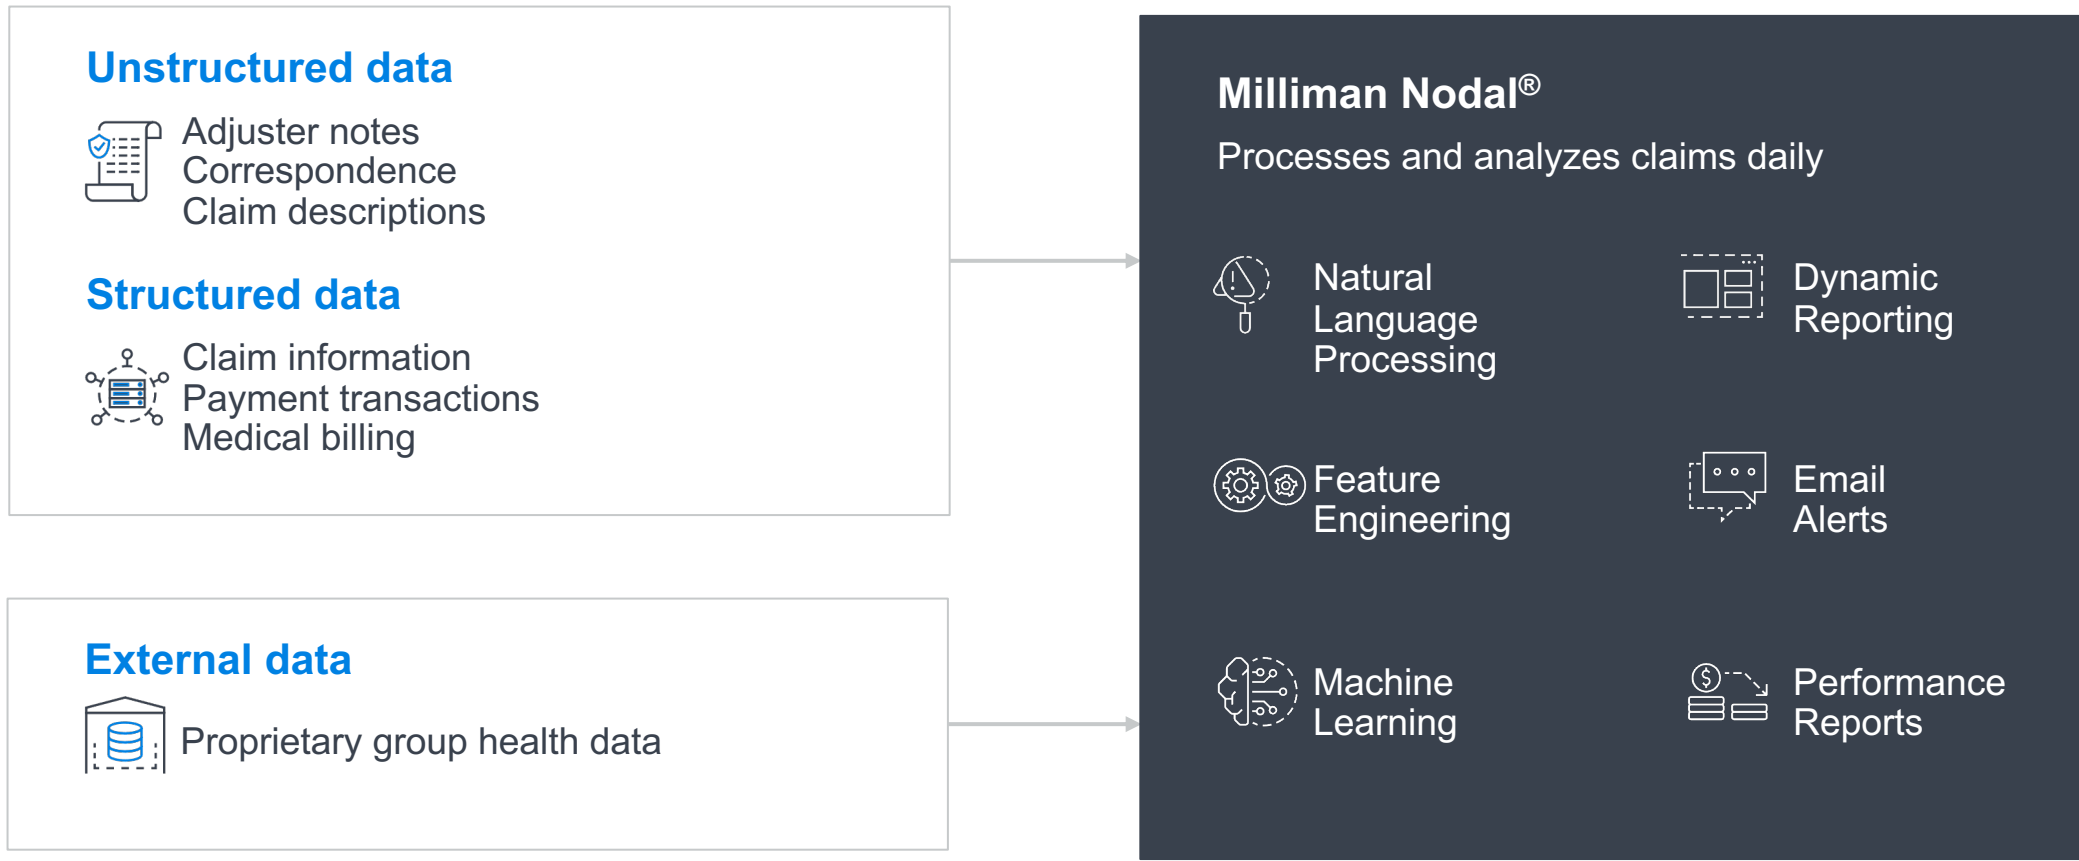 Unstructured data
Adjuster notes
Correspondence
Claim descriptions
Structured data
Claim information
Payment transactions
Medical billing
External data
Proprietary group health data
Milliman Nodal®
Processes and analyzes claims daily
Natural
Language
Processing
Dynamic
Reporting
Feature
Engineering
Email
Alerts
Machine
Learning
$
Performance
Reports